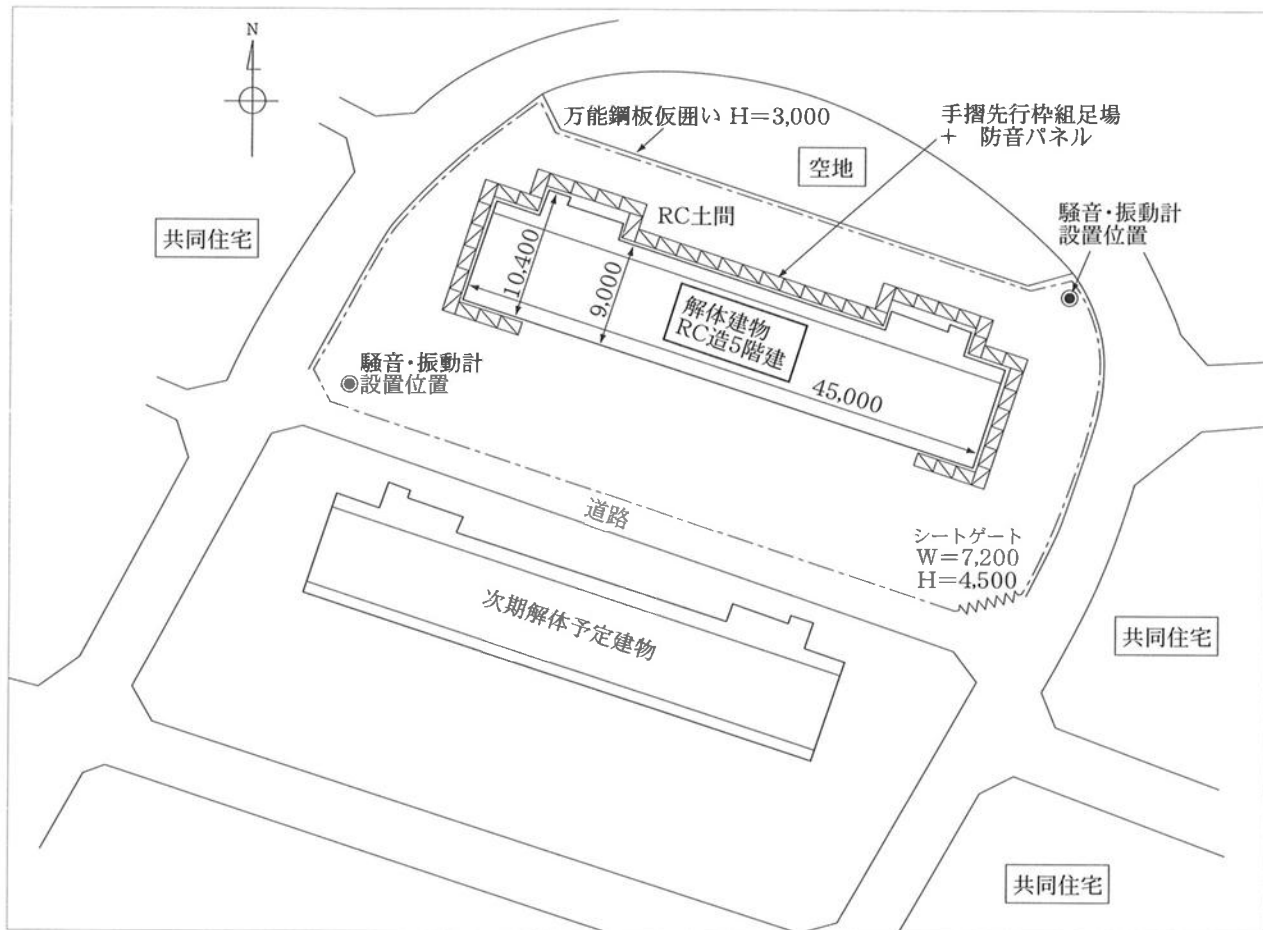 N
万能鋼板仮囲い H=3,000
手摺先行枠組足場
+ 防音パネル
空地
騒音・振動計
設置位置
共同住宅
RC土間
10,400
9,000
解体建物
RC造5階建
45,000
騒音・振動計
設置位置
道路
シートゲート
W=7,200
H=4,500
次期解体予定建物
共同住宅
共同住宅